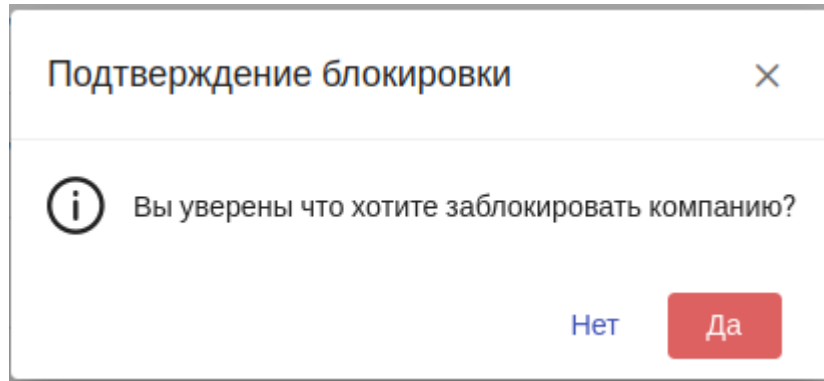 Подтверждение блокировки
Вы уверены что хотите заблокировать компанию?
Нет Да